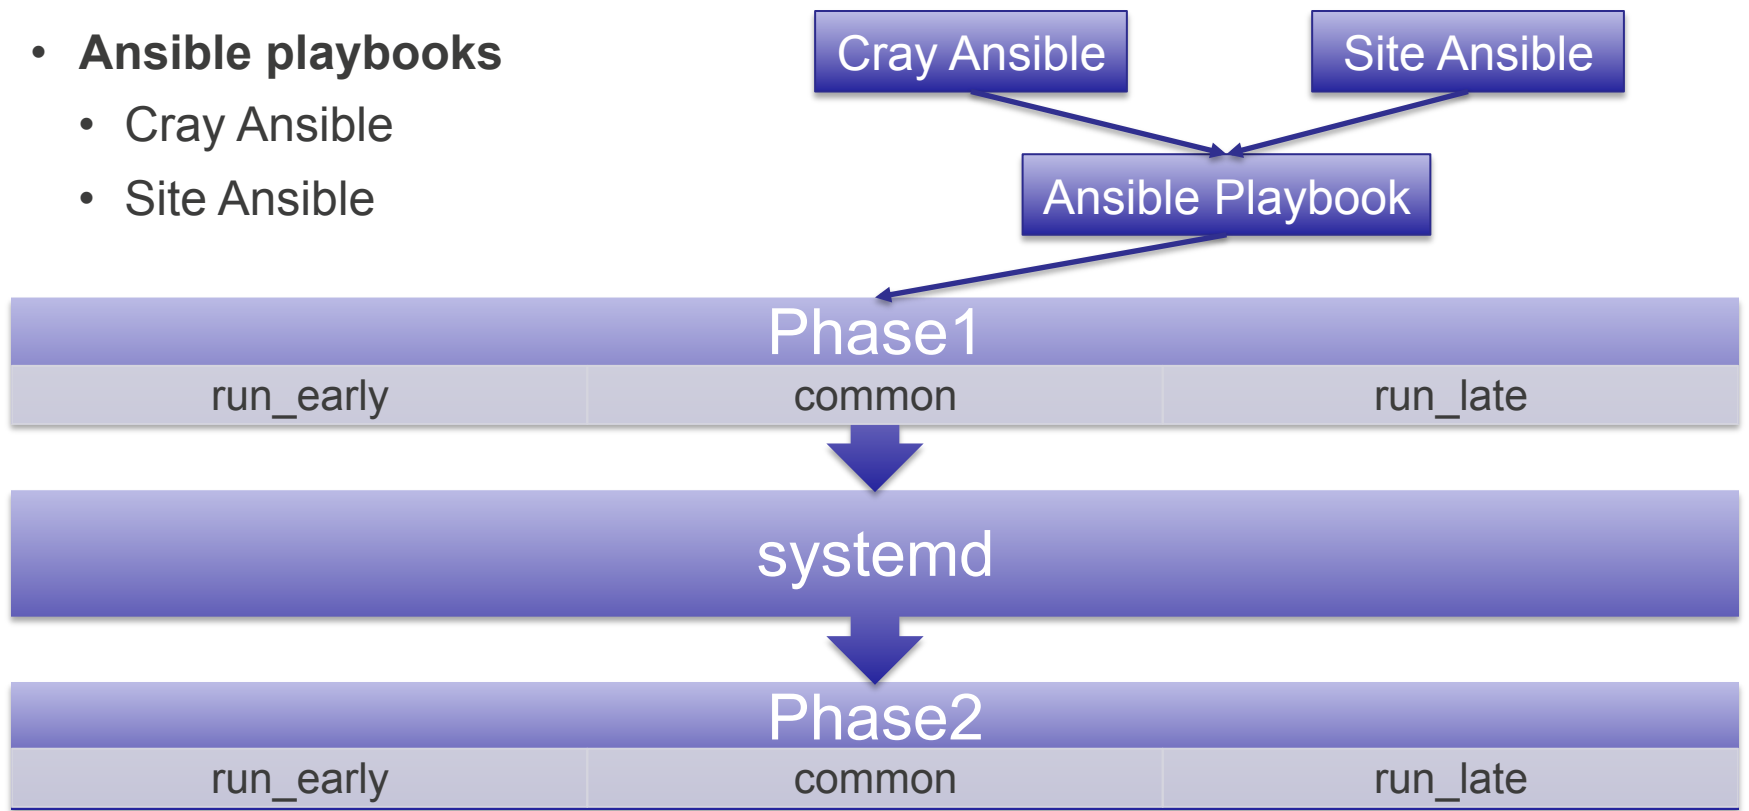 • Ansible playbooks
• Cray Ansible
• Site Ansible
Cray Ansible
Site Ansible
Ansible Playbook
Phase1
run_early
common
run_late
systemd
Phase2
run_early
common
run_late